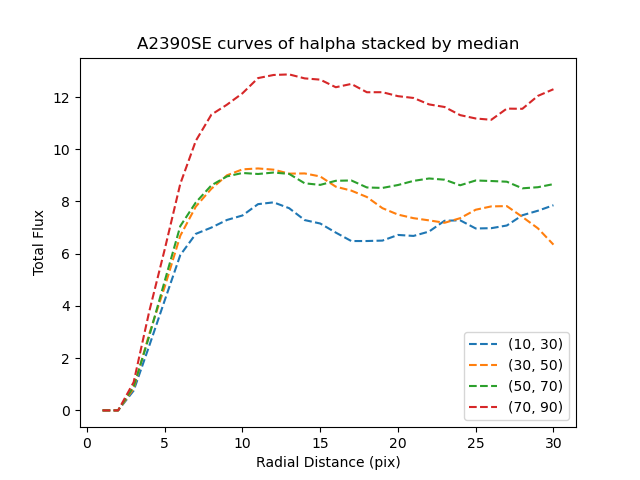 A2390SE curves of halpha stacked by median
Total Flux
12
10
8
6
4
2
0
0 5 10 15 20 25 30
Radial Distance (pix)
(10, 30)
(30, 50)
(50, 70)
(70, 90)